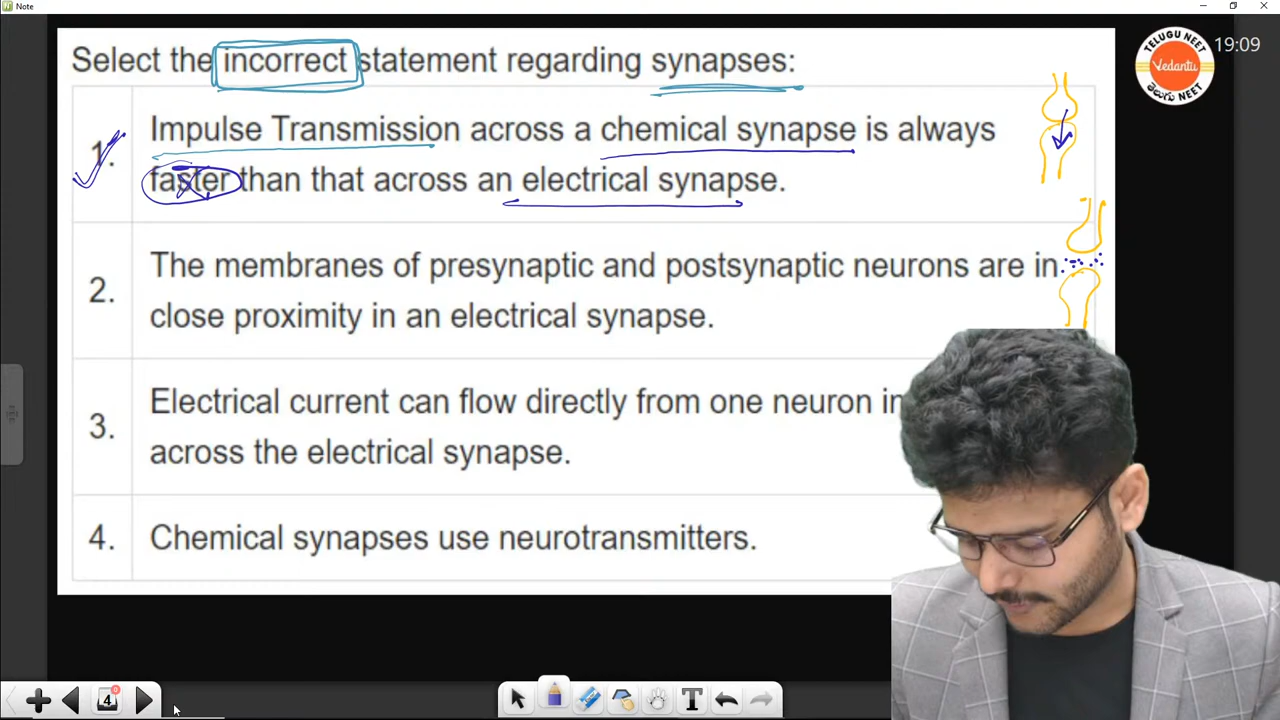 Note
Select the incorrect statement regarding synapses:
TELUGU NEET
Vedantu
తెలుగు NEET
19:09
1. Impulse Transmission across a chemical synapse is always
faster than that across an electrical synapse.
2. The membranes of presynaptic and postsynaptic neurons are in
close proximity in an electrical synapse.
3. Electrical current can flow directly from one neuron in
across the electrical synapse.
4. Chemical synapses use neurotransmitters.
4
0
T